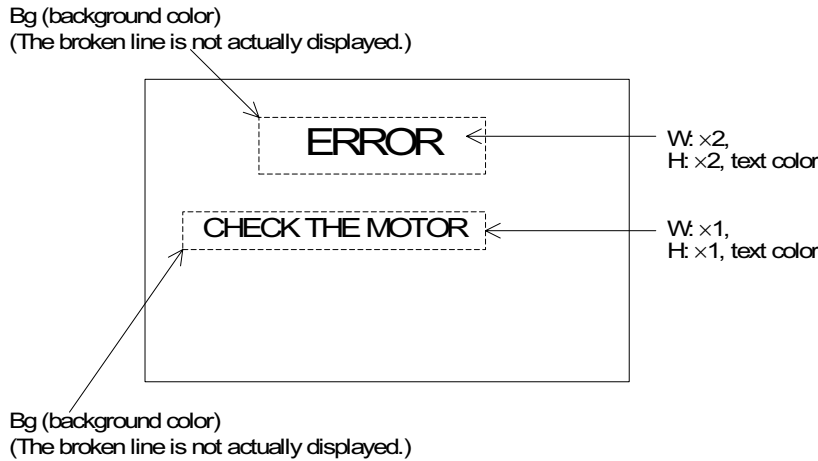 Bg (background color)
(The broken line is not actually displayed.)
ERROR
W: ×2,
H: ×2, text color
CHECK THE MOTOR
W: ×1,
H: ×1, text color
Bg (background color)
(The broken line is not actually displayed.)